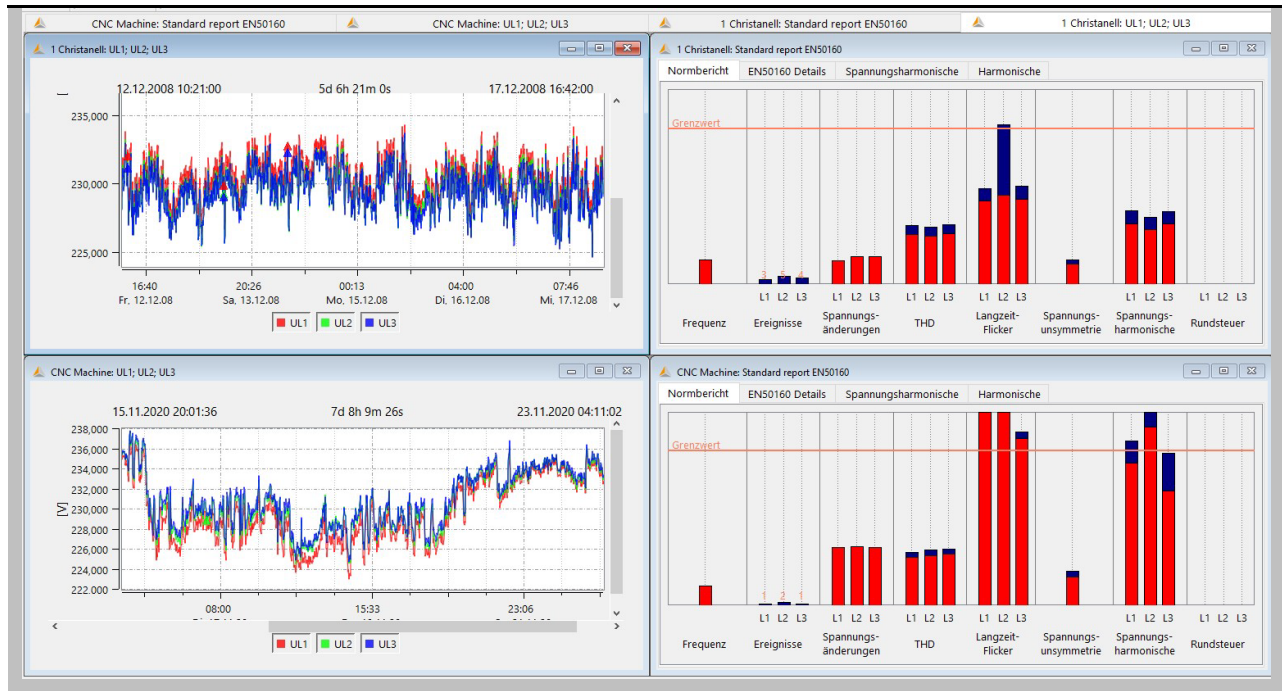 CNC Machine: Standard report EN50160
CNC Machine: UL1; UL2; UL3
1 Christanell: Standard report EN50160
1 Christanell: UL1; UL2; UL3
1 Christanell: UL1; UL2; UL3
12.12.2008 10:21:00 5d 6h 21m 0s 17.12.2008 16:42:00
235,000
230,000
225,000
16:40 20:26 00:13 04:00 07:46
Fr, 12.12.08 Sa, 13.12.08 Mo, 15.12.08 Di, 16.12.08 Mi, 17.12.08
UL1 UL2 UL3
1 Christanell: Standard report EN50160
Normbericht EN50160 Details Spannungsharmonische Harmonische
Grenzwert
3 5 4
L1 L2 L3 L1 L2 L3 L1 L2 L3 L1 L2 L3 L1 L2 L3 L1 L2 L3
Frequenz Ereignisse Spannungs- THD Langzeit- Spannungs- Spannungs- Rundsteuer
änderungen Flicker unsymmetrie harmonische
CNC Machine: UL1; UL2; UL3
15.11.2020 20:01:36 7d 8h 9m 26s 23.11.2020 04:11:02
[V]
238,000
236,000
234,000
232,000
230,000
228,000
226,000
224,000
222,000
08:00 15:33 23:06
UL1 UL2 UL3
CNC Machine: Standard report EN50160
Normbericht EN50160 Details Spannungsharmonische Harmonische
Grenzwert
1 2 1
L1 L2 L3 L1 L2 L3 L1 L2 L3 L1 L2 L3 L1 L2 L3 L1 L2 L3
Frequenz Ereignisse Spannungs- THD Langzeit- Spannungs- Spannungs- Rundsteuer
änderungen Flicker unsymmetrie harmonische